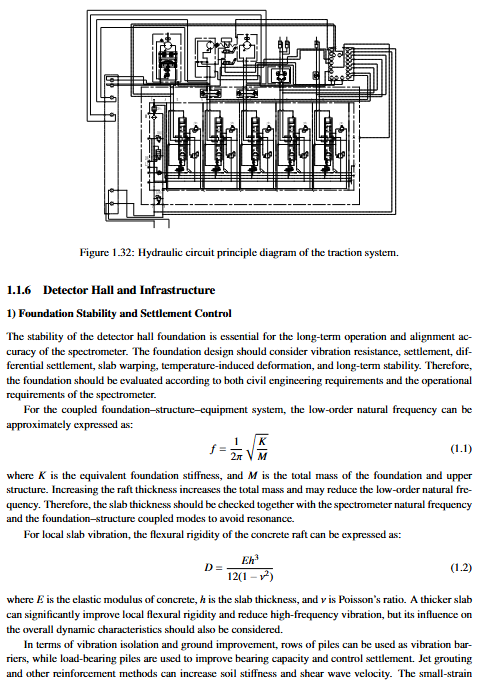 Figure 1.32: Hydraulic circuit principle diagram of the traction system.
1.1.6 Detector Hall and Infrastructure
1) Foundation Stability and Settlement Control
The stability of the detector hall foundation is essential for the long-term operation and alignment ac-
curacy of the spectrometer. The foundation design should consider vibration resistance, settlement, dif-
ferential settlement, slab warping, temperature-induced deformation, and long-term stability. Therefore,
the foundation should be evaluated according to both civil engineering requirements and the operational
requirements of the spectrometer.
For the coupled foundation–structure–equipment system, the low-order natural frequency can be
approximately expressed as:
f = 1/2π √K/M (1.1)
where K is the equivalent foundation stiffness, and M is the total mass of the foundation and upper
structure. Increasing the raft thickness increases the total mass and may reduce the low-order natural fre-
quency. Therefore, the slab thickness should be checked together with the spectrometer natural frequency
and the foundation–structure coupled modes to avoid resonance.
For local slab vibration, the flexural rigidity of the concrete raft can be expressed as:
D = Eh³/12(1 − ν²) (1.2)
where E is the elastic modulus of concrete, h is the slab thickness, and ν is Poisson's ratio. A thicker slab
can significantly improve local flexural rigidity and reduce high-frequency vibration, but its influence on
the overall dynamic characteristics should also be considered.
In terms of vibration isolation and ground improvement, rows of piles can be used as vibration bar-
riers, while load-bearing piles are used to improve bearing capacity and control settlement. Jet grouting
and other reinforcement methods can increase soil stiffness and shear wave velocity. The small-strain